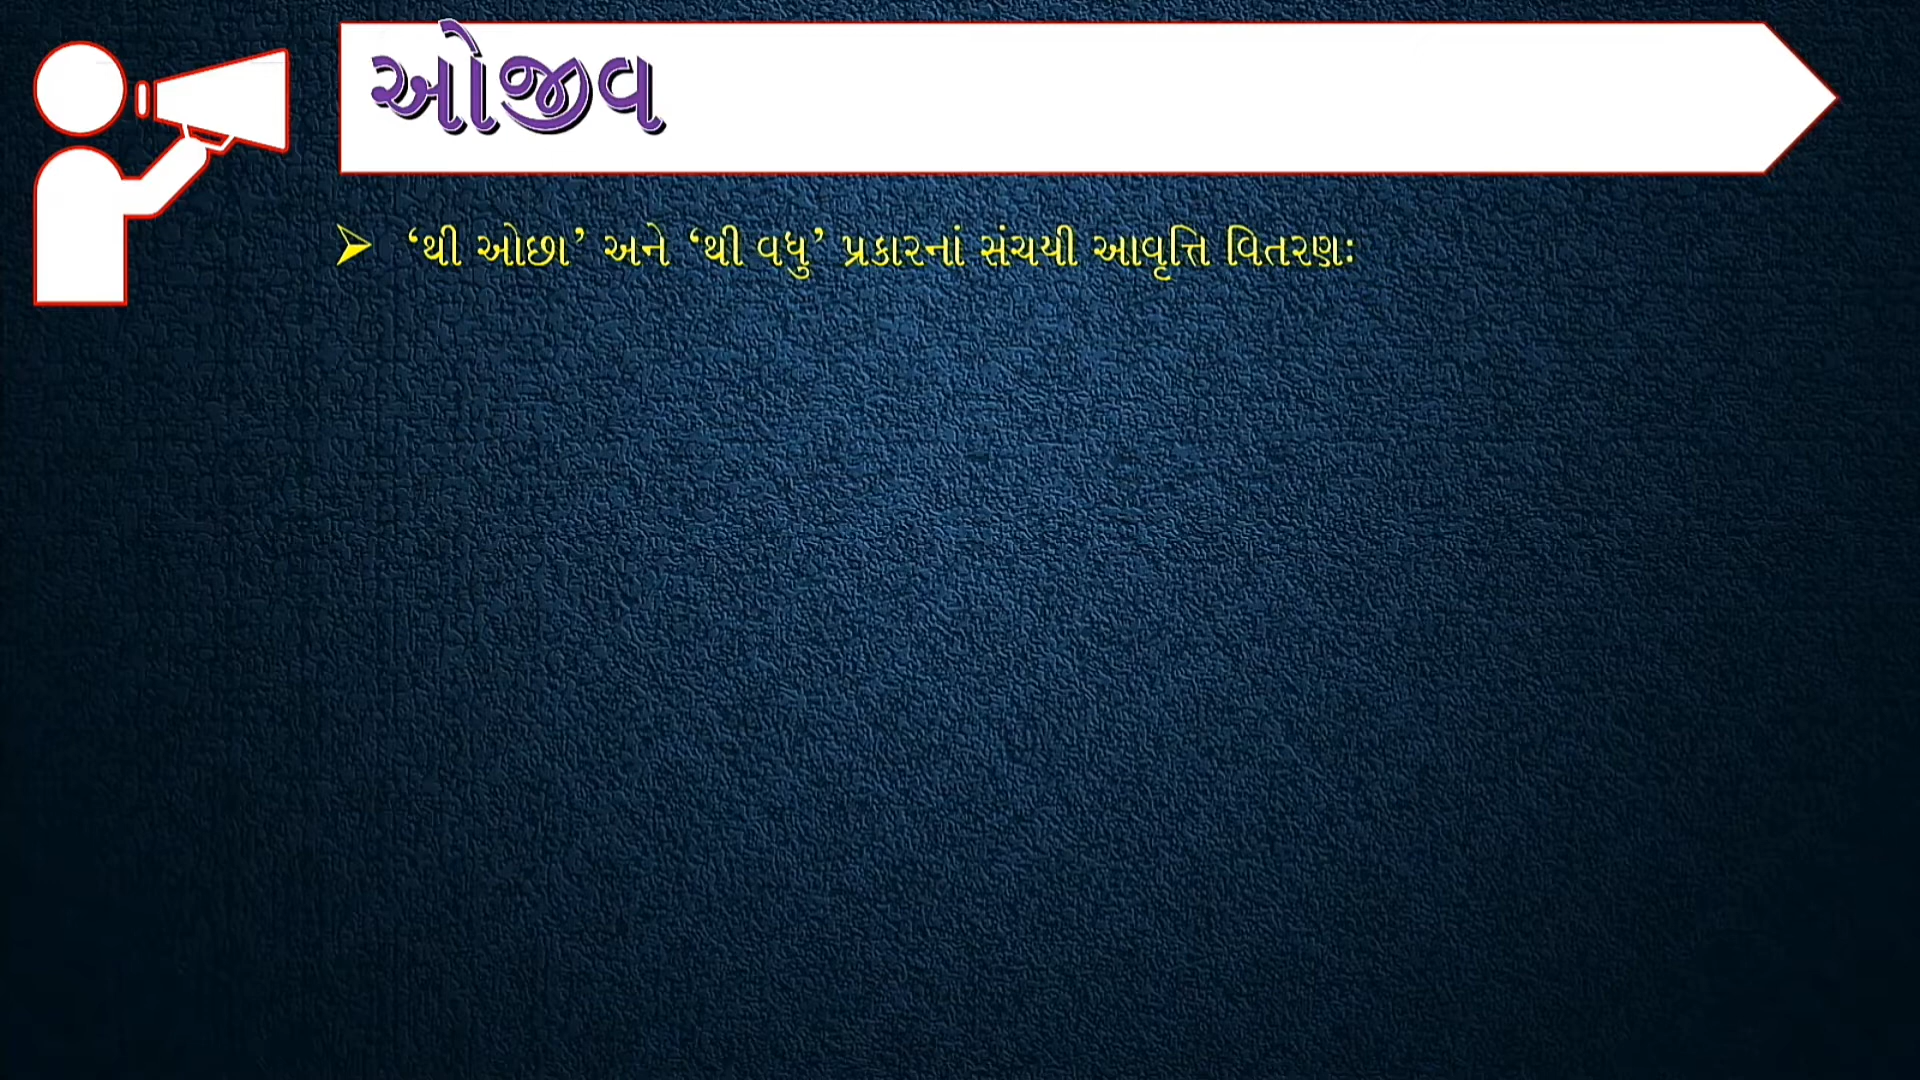 ઓજીવ
➢ ‘થી ઓછા’ અને ‘થી વધુ’ પ્રકારનાં સંચયી આવૃત્તિ વિતરણઃ